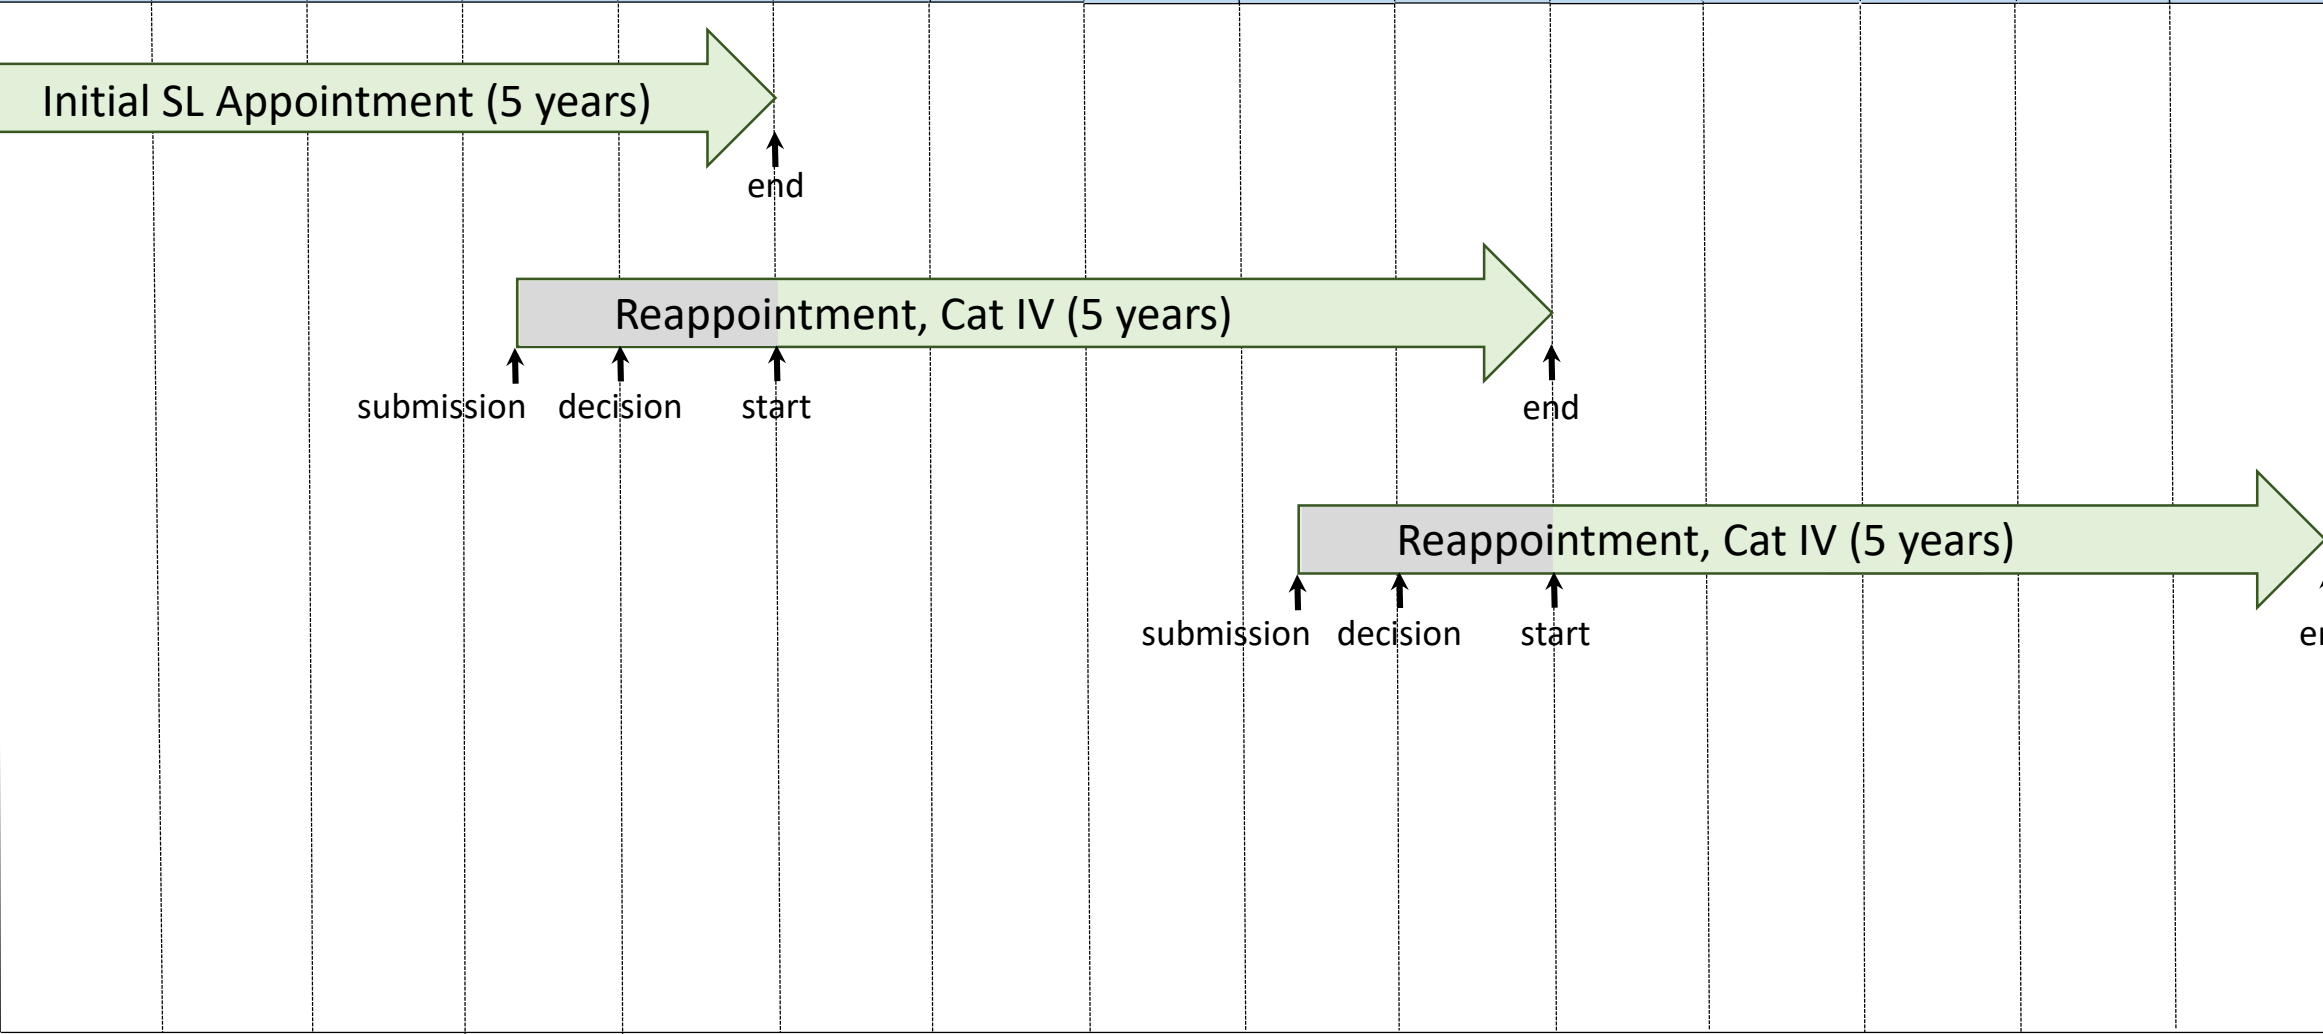 Initial SL Appointment (5 years)
end
Reappointment, Cat IV (5 years)
submission decision start end
Reappointment, Cat IV (5 years)
submission decision start